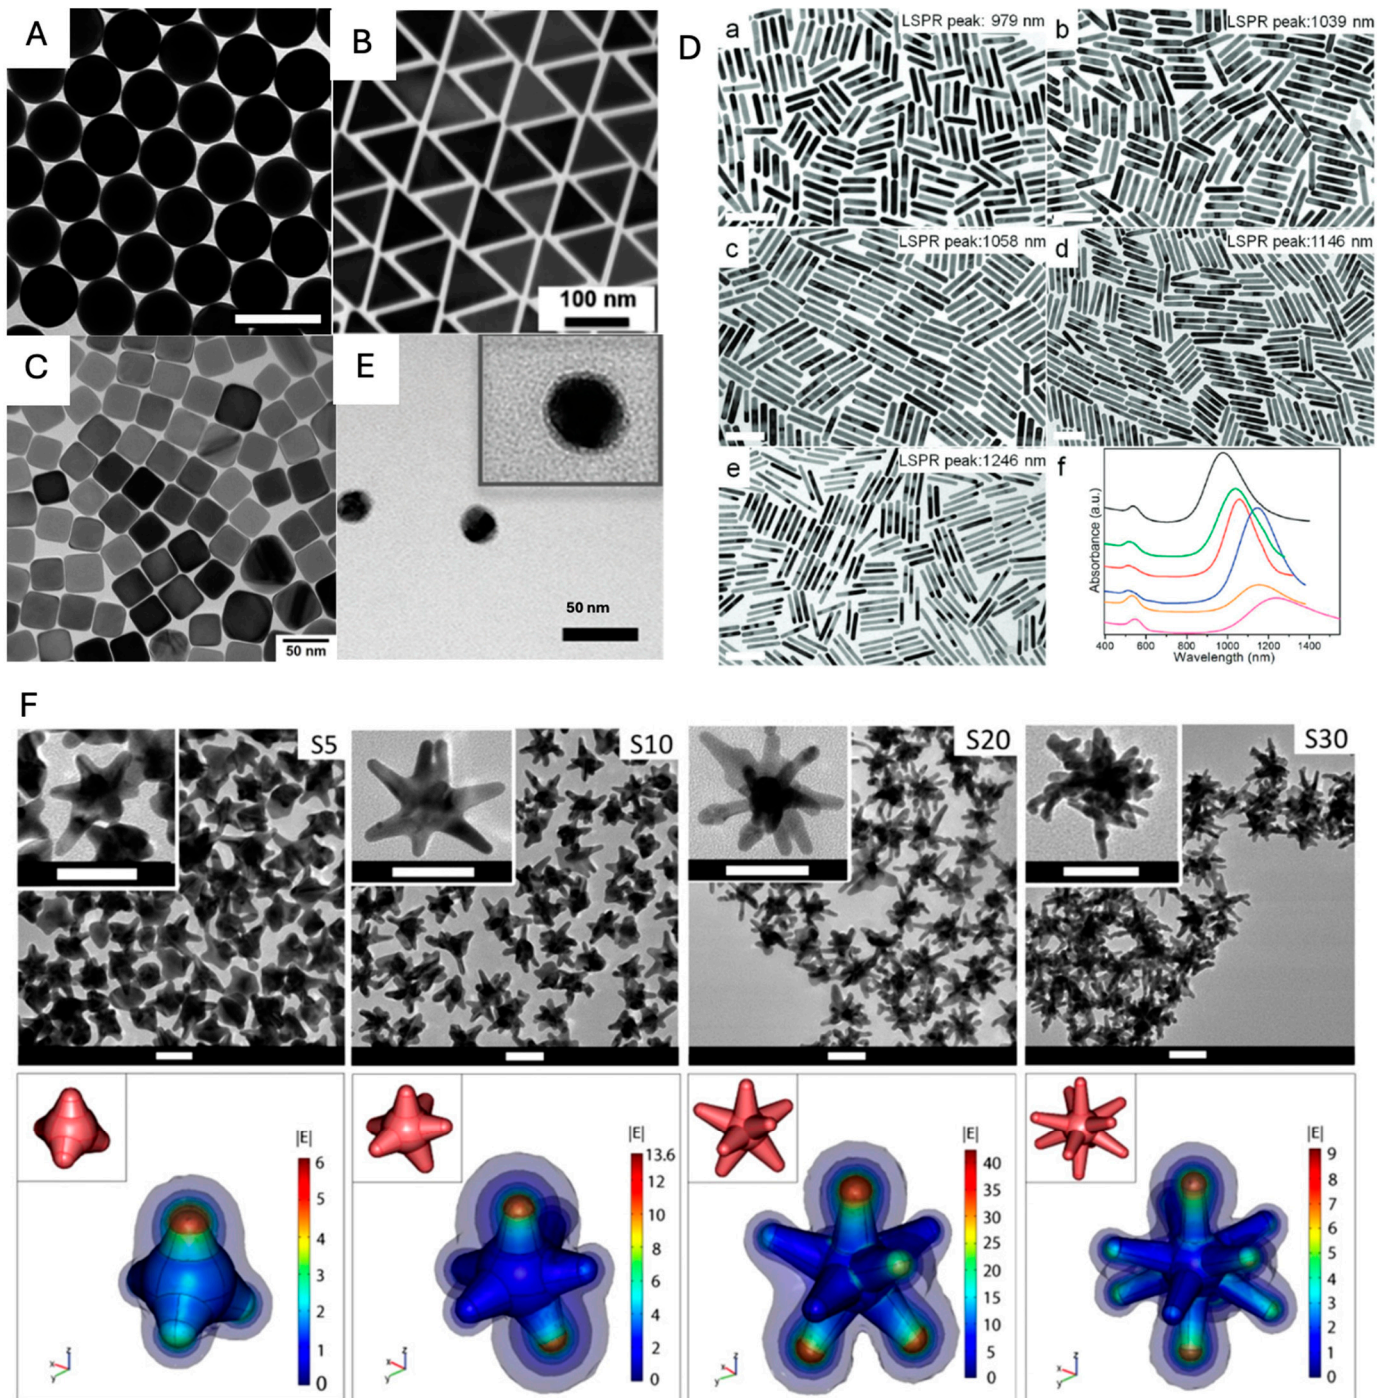 A
B
100 nm
C
50 nm
E
50 nm
D
a
LSPR peak: 979 nm
b
LSPR peak:1039 nm
c
LSPR peak:1058 nm
d
LSPR peak:1146 nm
e
LSPR peak:1246 nm
f
Absorbance (a.u.)
400 600 800 1000 1200 1400
Wavelength (nm)
F
S5
S10
S20
S30
|E|
6
5
4
3
2
1
0
z
x
y
|E|
13.6
12
10
8
6
4
2
0
z
x
y
|E|
40
35
30
25
20
15
10
5
0
z
x
y
|E|
9
8
7
6
5
4
3
2
1
0
z
x
y